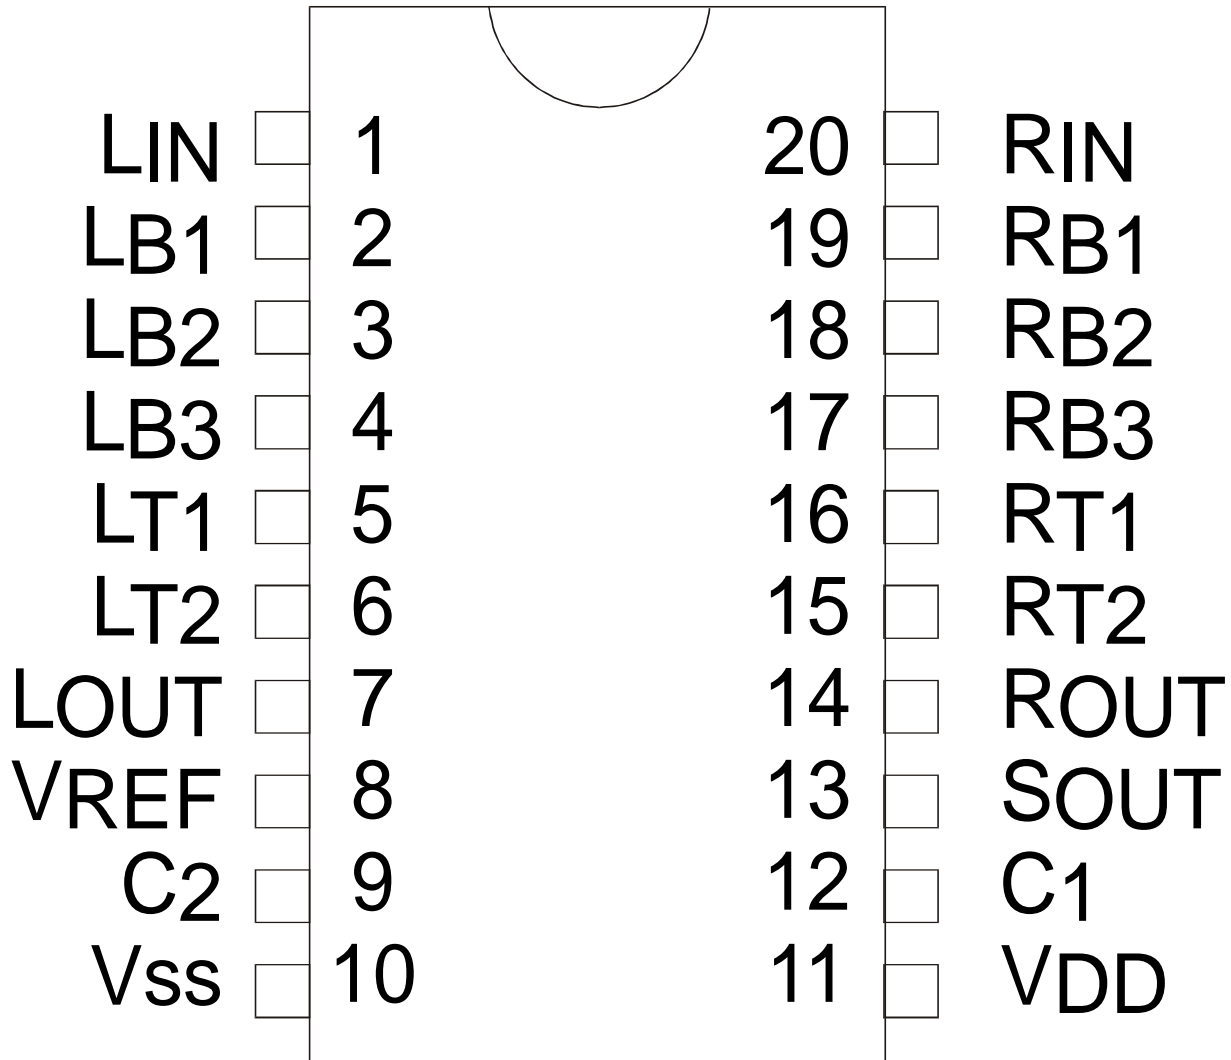 LIN 1 20 RIN
LB1 2 19 RB1
LB2 3 18 RB2
LB3 4 17 RB3
LT1 5 16 RT1
LT2 6 15 RT2
LOUT 7 14 ROUT
VREF 8 13 SOUT
C2 9 12 C1
Vss 10 11 VDD